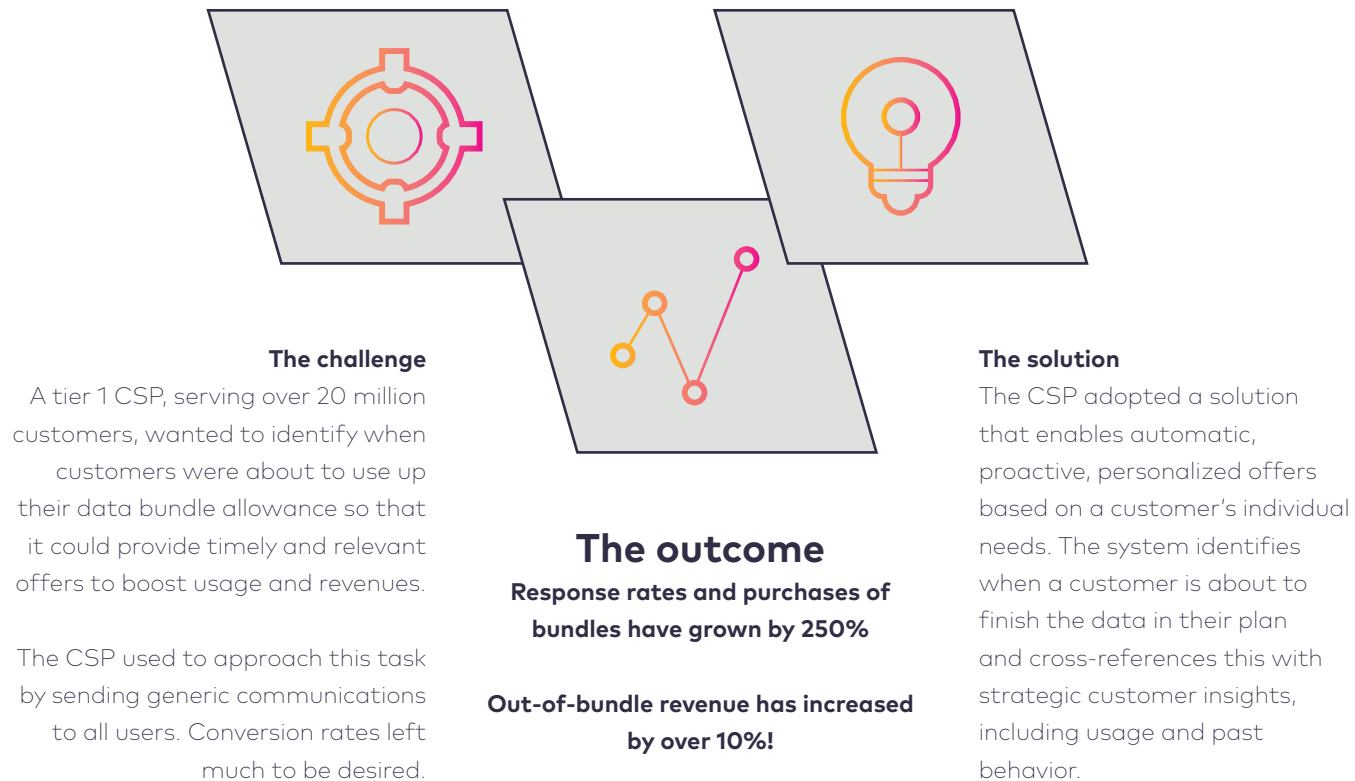 The challenge
A tier 1 CSP, serving over 20 million
customers, wanted to identify when
customers were about to use up
their data bundle allowance so that
it could provide timely and relevant
offers to boost usage and revenues.
The CSP used to approach this task
by sending generic communications
to all users. Conversion rates left
much to be desired.
The outcome
Response rates and purchases of
bundles have grown by 250%
Out-of-bundle revenue has increased
by over 10%!
The solution
The CSP adopted a solution
that enables automatic,
proactive, personalized offers
based on a customer’s individual
needs. The system identifies
when a customer is about to
finish the data in their plan
and cross-references this with
strategic customer insights,
including usage and past
behavior.